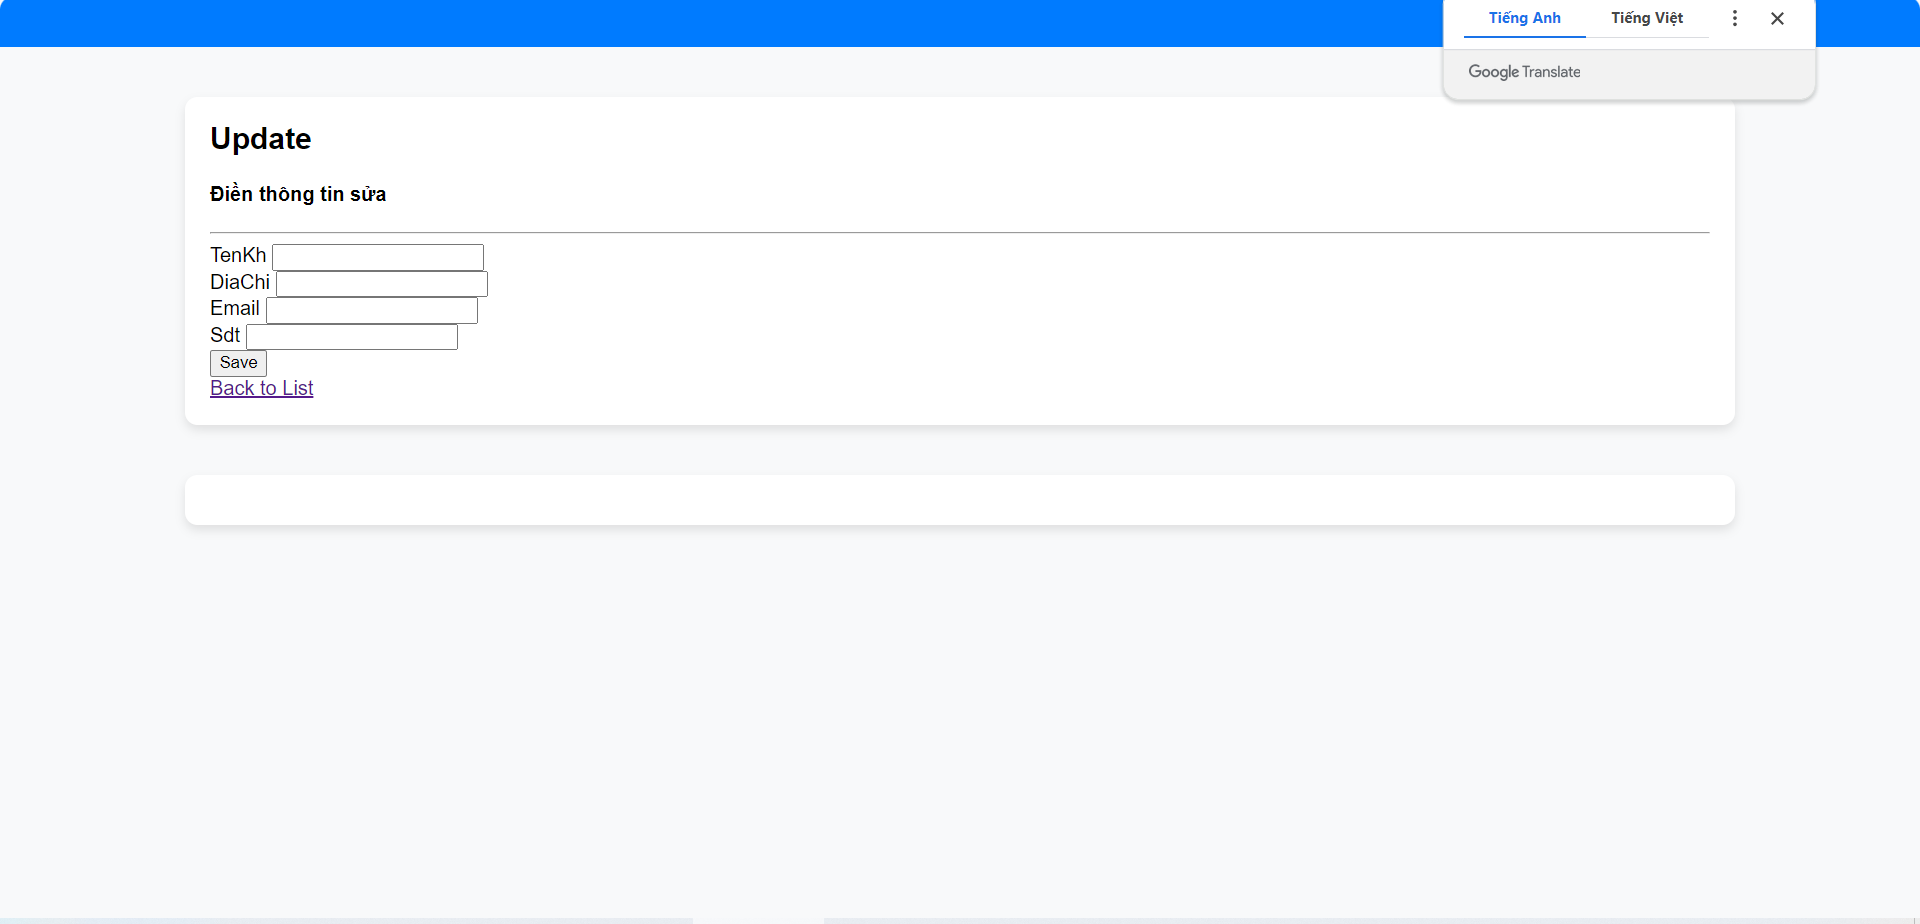 Tiếng Anh Tiếng Việt
Google Translate
Update
Điền thông tin sửa
TenKh
DiaChi
Email
Sdt
Save
Back to List